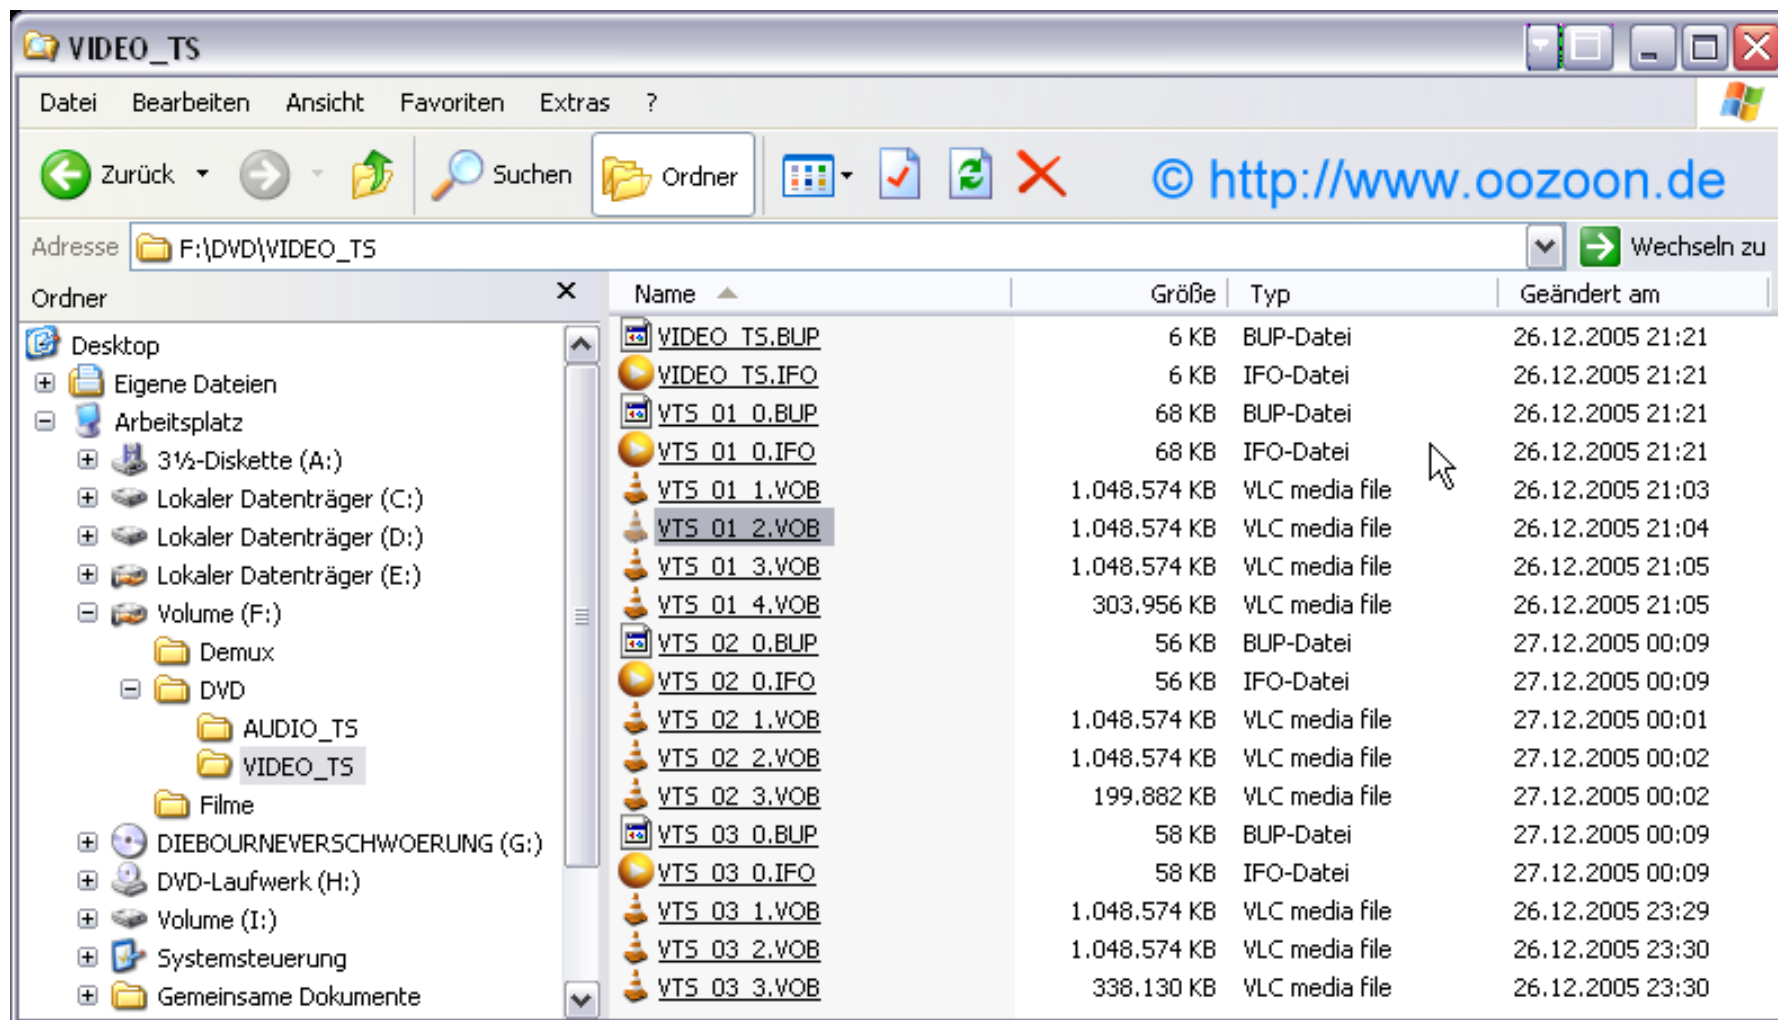 VIDEO_TS
Datei Bearbeiten Ansicht Favoriten Extras ?
Zurück Suchen Ordner © http://www.oozoon.de
Adresse F:\DVD\VIDEO_TS Wechseln zu
Ordner
Desktop
Eigene Dateien
Arbeitsplatz
3½-Diskette (A:)
Lokaler Datenträger (C:)
Lokaler Datenträger (D:)
Lokaler Datenträger (E:)
Volume (F:)
Demux
DVD
AUDIO_TS
VIDEO_TS
Filme
DIEBOURNEVERSCHWOERUNG (G:)
DVD-Laufwerk (H:)
Volume (I:)
Systemsteuerung
Gemeinsame Dokumente
Name Größe Typ Geändert am
VIDEO_TS.BUP 6 KB BUP-Datei 26.12.2005 21:21
VIDEO_TS.IFO 6 KB IFO-Datei 26.12.2005 21:21
VTS_01_0.BUP 68 KB BUP-Datei 26.12.2005 21:21
VTS_01_0.IFO 68 KB IFO-Datei 26.12.2005 21:21
VTS_01_1.VOB 1.048.574 KB VLC media file 26.12.2005 21:03
VTS_01_2.VOB 1.048.574 KB VLC media file 26.12.2005 21:04
VTS_01_3.VOB 1.048.574 KB VLC media file 26.12.2005 21:05
VTS_01_4.VOB 303.956 KB VLC media file 26.12.2005 21:05
VTS_02_0.BUP 56 KB BUP-Datei 27.12.2005 00:09
VTS_02_0.IFO 56 KB IFO-Datei 27.12.2005 00:09
VTS_02_1.VOB 1.048.574 KB VLC media file 27.12.2005 00:01
VTS_02_2.VOB 1.048.574 KB VLC media file 27.12.2005 00:02
VTS_02_3.VOB 199.882 KB VLC media file 27.12.2005 00:02
VTS_03_0.BUP 58 KB BUP-Datei 27.12.2005 00:09
VTS_03_0.IFO 58 KB IFO-Datei 27.12.2005 00:09
VTS_03_1.VOB 1.048.574 KB VLC media file 26.12.2005 23:29
VTS_03_2.VOB 1.048.574 KB VLC media file 26.12.2005 23:30
VTS_03_3.VOB 338.130 KB VLC media file 26.12.2005 23:30